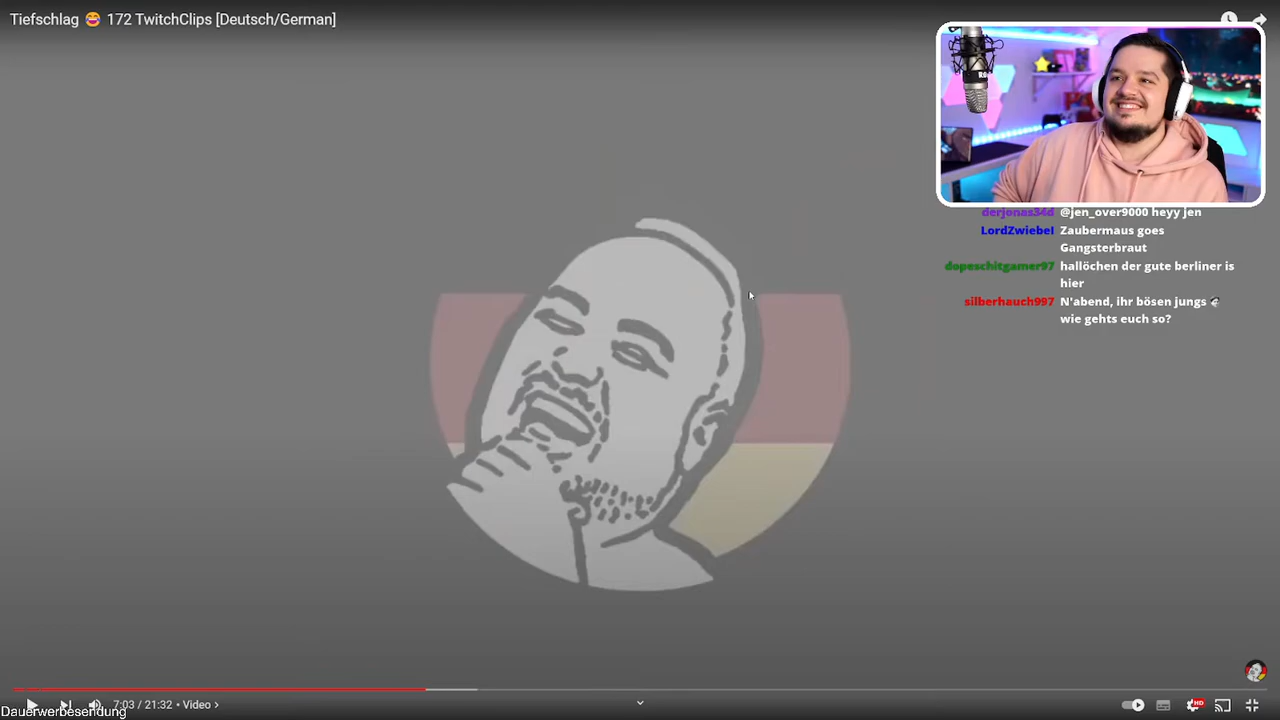 Tiefschlag 😂 172 TwitchClips [Deutsch/German]
derjonas34d @jen_over9000 heyy jen
LordZwiebel Zaubermaus goes
Gangsterbraut
dopeschitgamer97 hallöchen der gute berliner is
hier
silberhauch997 N'abend, ihr bösen jungs
wie gehts euch so?
7:03 / 21:32 • Video ›
HD
Dauerwerbesendung